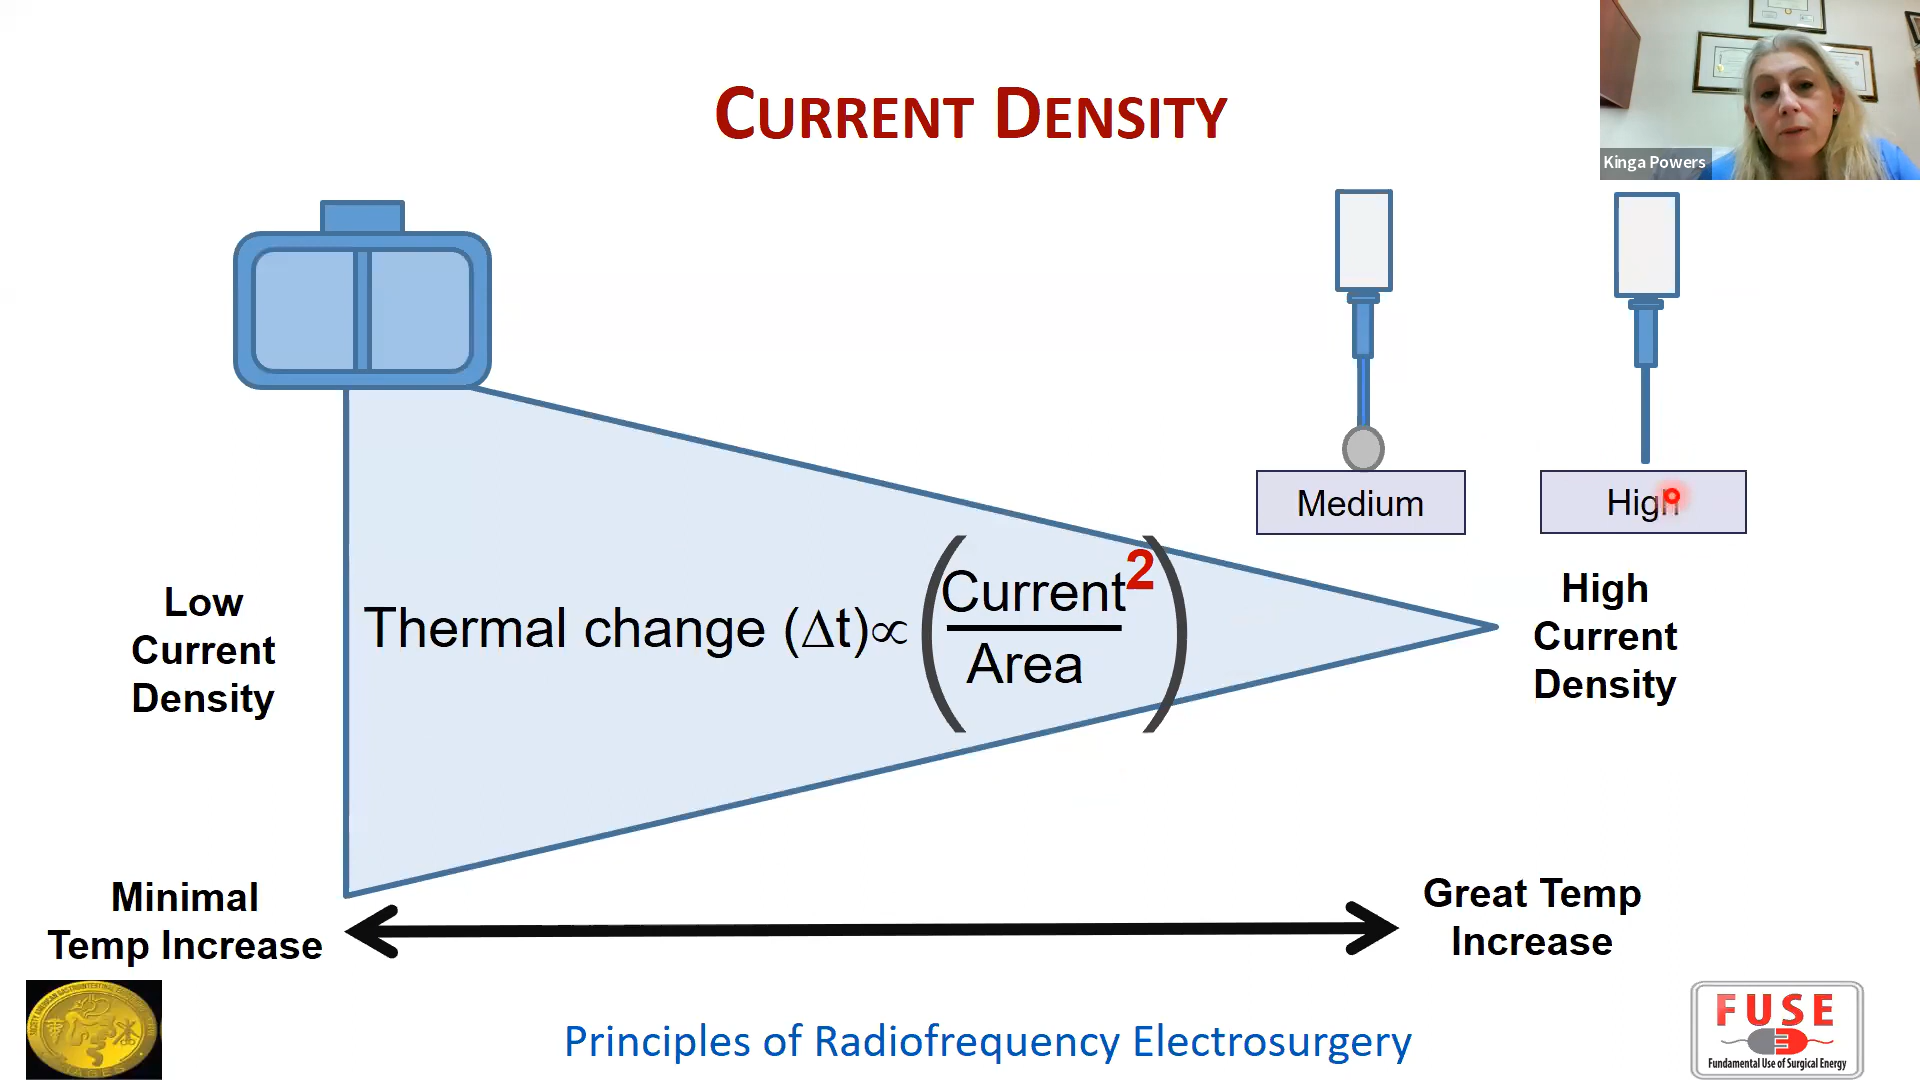 CURRENT DENSITY
Kinga Powers
Medium
High
Low
Current
Density
Thermal change (Δt)∝(Current²/Area)
High
Current
Density
Minimal
Temp Increase
Great Temp
Increase
Principles of Radiofrequency Electrosurgery
FUSE
Fundamental Use of Surgical Energy